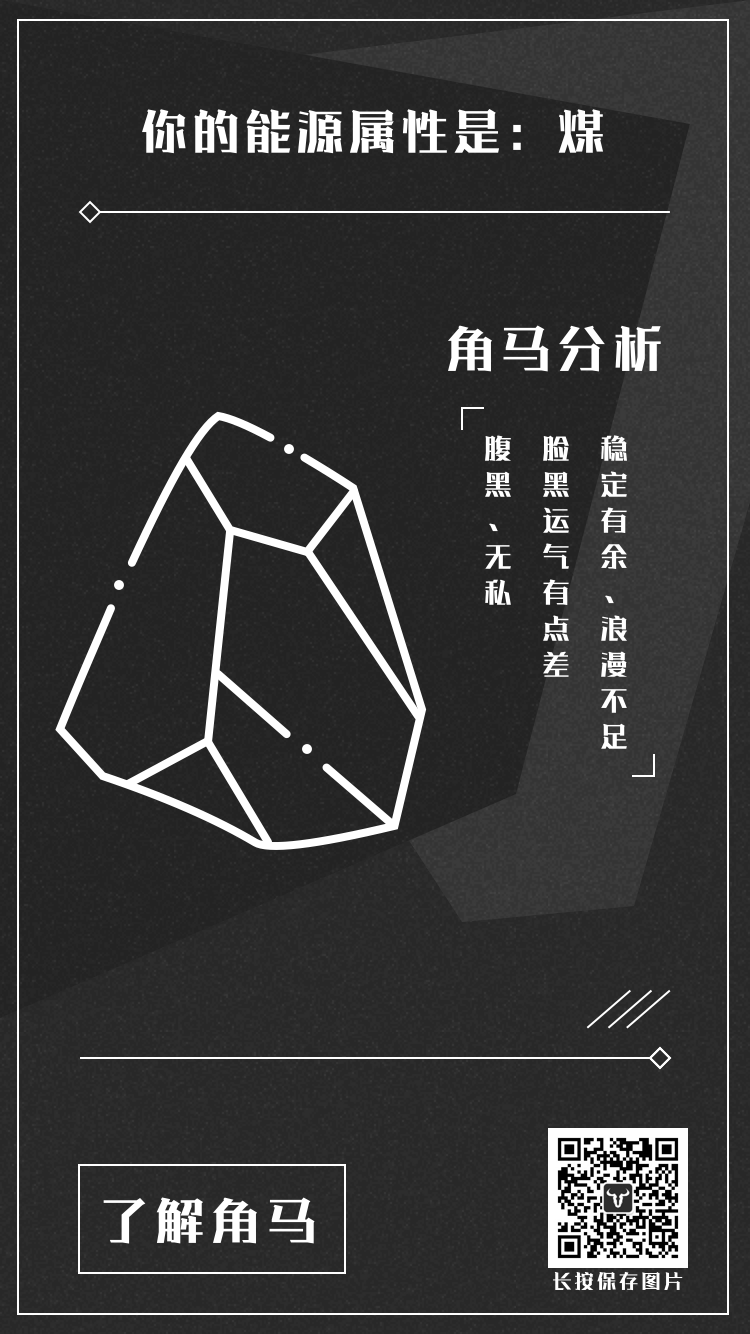 你的能源属性是：煤
角马分析
稳定有余、浪漫不足
脸黑运气有点差
腹黑、无私
了解角马
长按保存图片